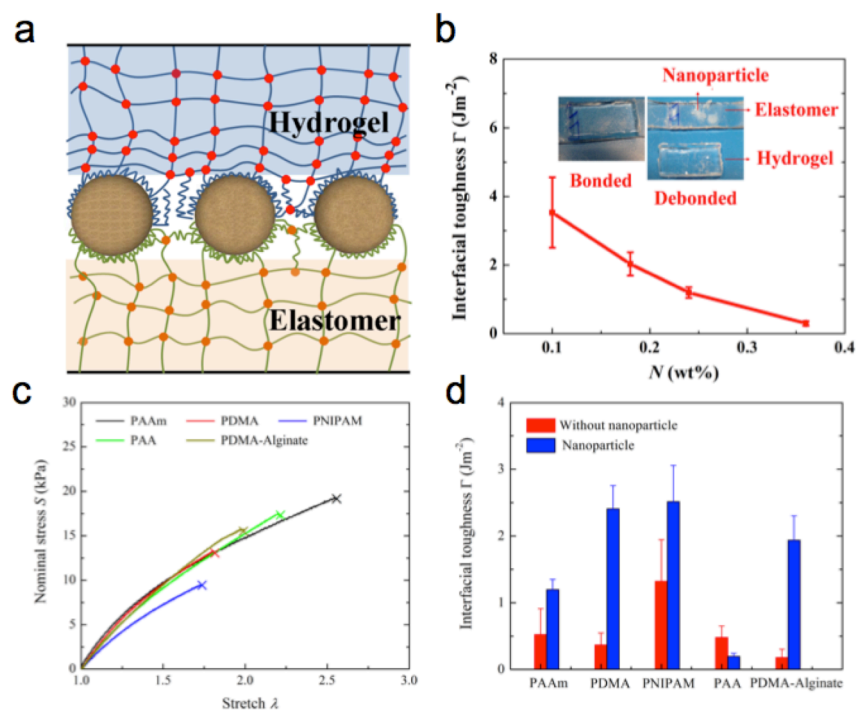 a
Hydrogel
Elastomer
b
Interfacial toughness Γ (Jm⁻²)
8
6
4
2
0
0.1
0.2
0.3
0.4
N (wt%)
Nanoparticle
Elastomer
Hydrogel
Bonded
Debonded
c
Nominal stress S (kPa)
30
25
20
15
10
5
0
PAAm
PDMA
PNIPAM
PAA
PDMA-Alginate
1.0
1.5
2.0
2.5
3.0
Stretch λ
d
Interfacial toughness Γ (Jm⁻²)
4
3
2
1
0
Without nanoparticle
Nanoparticle
PAAm
PDMA
PNIPAM
PAA
PDMA-Alginate